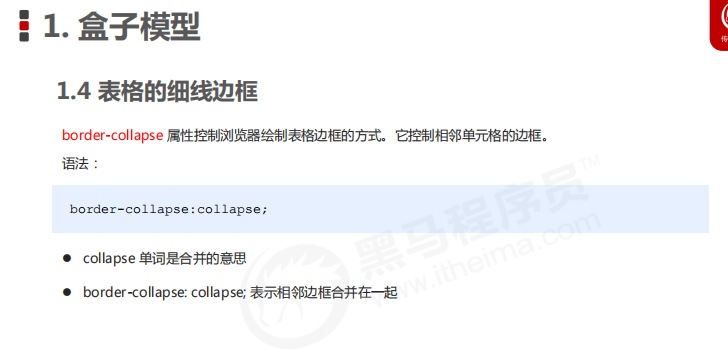 1. 盒子模型
传
1.4 表格的细线边框
border-collapse 属性控制浏览器绘制表格边框的方式。它控制相邻单元格的边框。
语法：
border-collapse:collapse;
● collapse 单词是合并的意思
● border-collapse: collapse; 表示相邻边框合并在一起
黑马程序员™
www.itheima.com